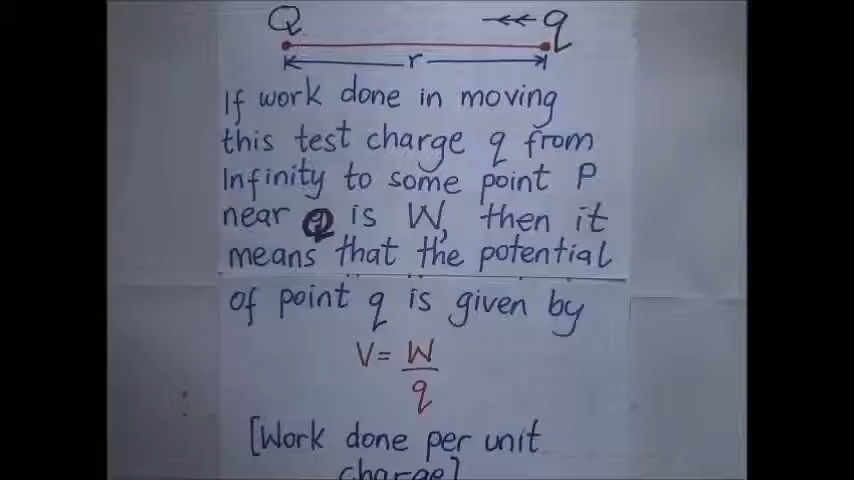 Q q
r
If work done in moving
this test charge q from
Infinity to some point P
near Q is W, then it
means that the potential
of point q is given by
V = W/q
[Work done per unit
charge]